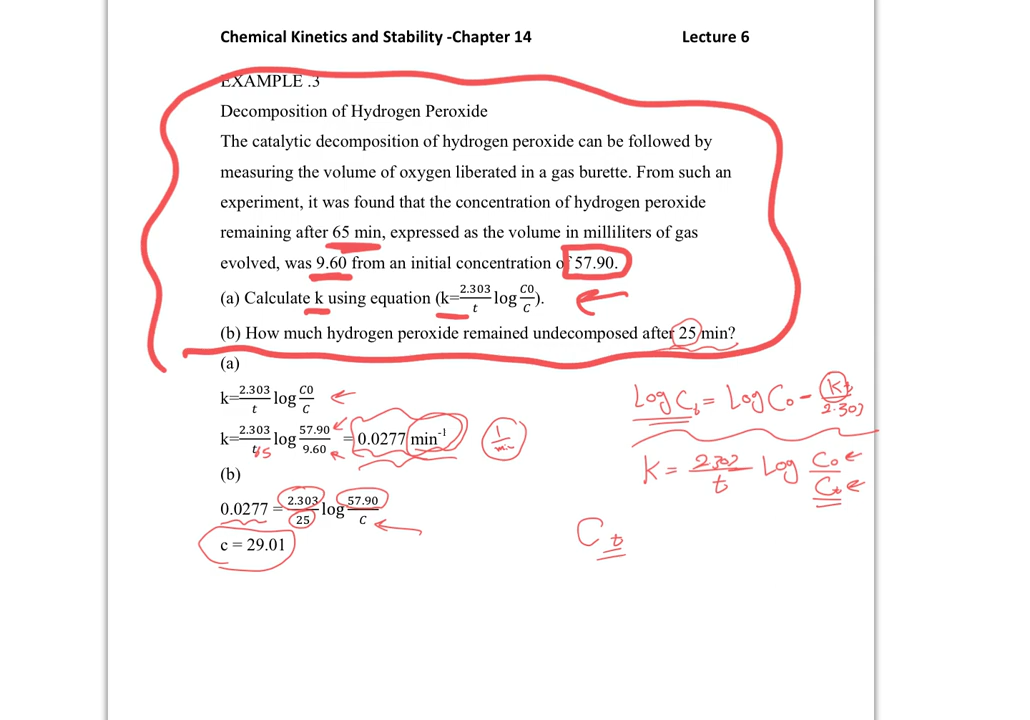 Chemical Kinetics and Stability -Chapter 14 Lecture 6
EXAMPLE .3
Decomposition of Hydrogen Peroxide
The catalytic decomposition of hydrogen peroxide can be followed by
measuring the volume of oxygen liberated in a gas burette. From such an
experiment, it was found that the concentration of hydrogen peroxide
remaining after 65 min, expressed as the volume in milliliters of gas
evolved, was 9.60 from an initial concentration of 57.90.
(a) Calculate k using equation (k=2.303/t log C0/C).
(b) How much hydrogen peroxide remained undecomposed after 25 min?
(a)
k=2.303/t log C0/C
Log Ct = Log Co - kt/2.303
k=2.303/t log 57.90/9.60 = 0.0277 min⁻¹
1/min
k = 2.303/t Log Co/Ct
(b)
0.0277 = 2.303/25 log 57.90/C
Ct
c = 29.01